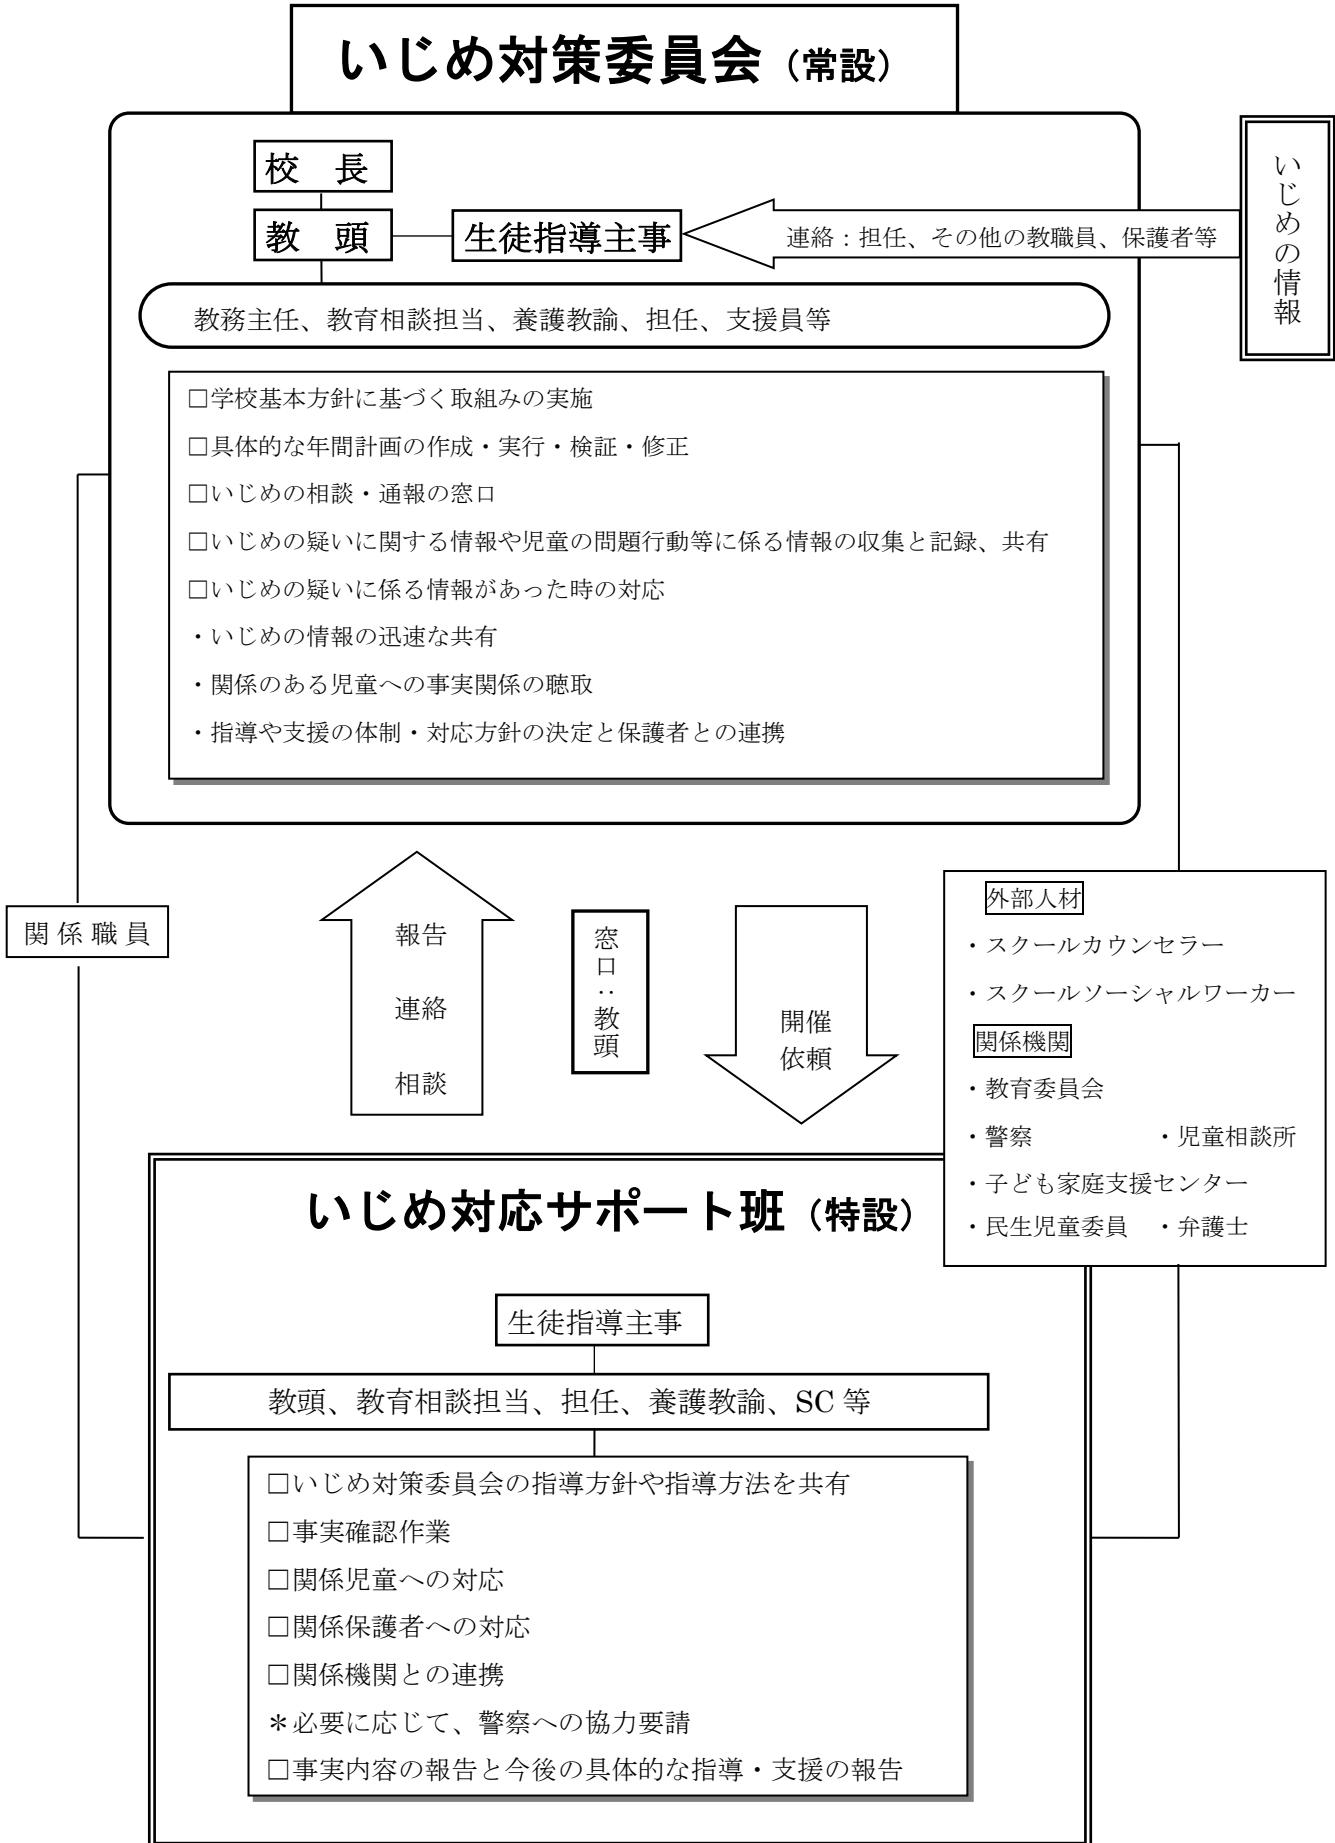 いじめ対策委員会（常設）
校　長
教　頭
生徒指導主事
連絡：担任、その他の教職員、保護者等
いじめの情報
教務主任、教育相談担当、養護教諭、担任、支援員等
□学校基本方針に基づく取組みの実施
□具体的な年間計画の作成・実行・検証・修正
□いじめの相談・通報の窓口
□いじめの疑いに関する情報や児童の問題行動等に係る情報の収集と記録、共有
□いじめの疑いに係る情報があった時の対応
・いじめの情報の迅速な共有
・関係のある児童への事実関係の聴取
・指導や支援の体制・対応方針の決定と保護者との連携
関係職員
報告
連絡
相談
窓口：教頭
開催
依頼
外部人材
・スクールカウンセラー
・スクールソーシャルワーカー
関係機関
・教育委員会
・警察　　　　　・児童相談所
・子ども家庭支援センター
・民生児童委員　・弁護士
いじめ対応サポート班（特設）
生徒指導主事
教頭、教育相談担当、担任、養護教諭、SC 等
□いじめ対策委員会の指導方針や指導方法を共有
□事実確認作業
□関係児童への対応
□関係保護者への対応
□関係機関との連携
＊必要に応じて、警察への協力要請
□事実内容の報告と今後の具体的な指導・支援の報告